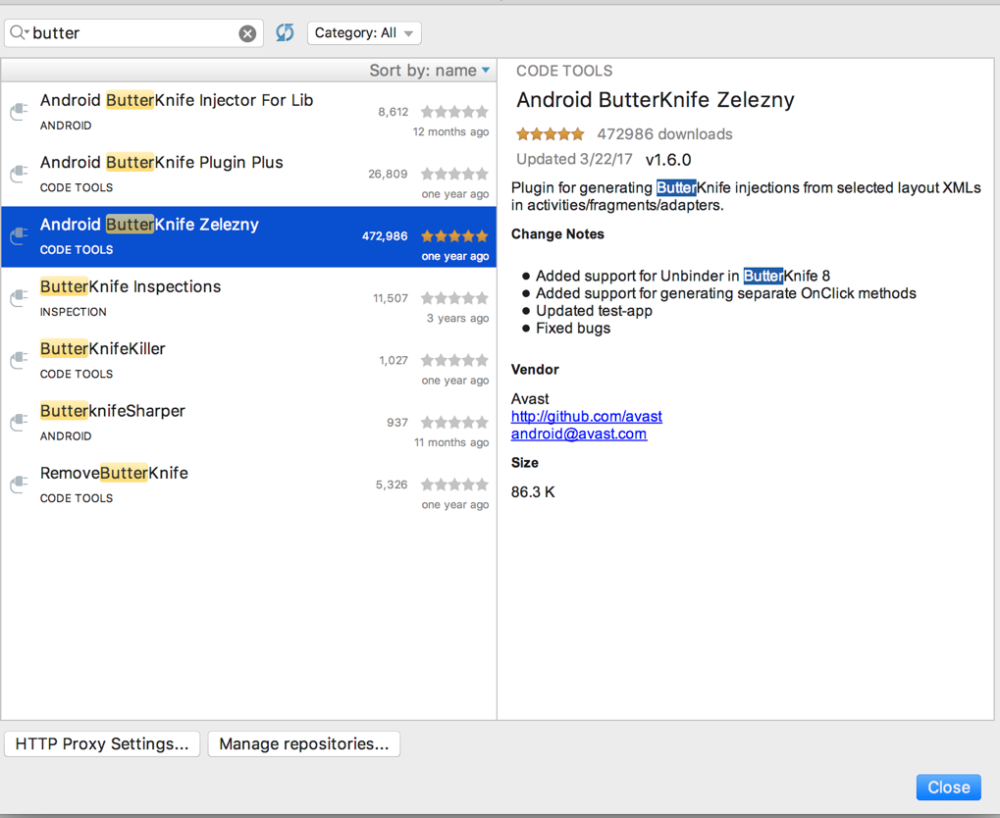 butter
Category: All
Sort by: name
Android ButterKnife Injector For Lib
8,612
ANDROID
12 months ago
Android ButterKnife Plugin Plus
26,809
CODE TOOLS
one year ago
Android ButterKnife Zelezny
472,986
CODE TOOLS
one year ago
ButterKnife Inspections
11,507
INSPECTION
3 years ago
ButterKnifeKiller
1,027
CODE TOOLS
one year ago
ButterknifeSharper
937
ANDROID
11 months ago
RemoveButterKnife
5,326
CODE TOOLS
one year ago
CODE TOOLS
Android ButterKnife Zelezny
472986 downloads
Updated 3/22/17 v1.6.0
Plugin for generating ButterKnife injections from selected layout XMLs
in activities/fragments/adapters.
Change Notes
● Added support for Unbinder in ButterKnife 8
● Added support for generating separate OnClick methods
● Updated test-app
● Fixed bugs
Vendor
Avast
http://github.com/avast
android@avast.com
Size
86.3 K
HTTP Proxy Settings...
Manage repositories...
Close